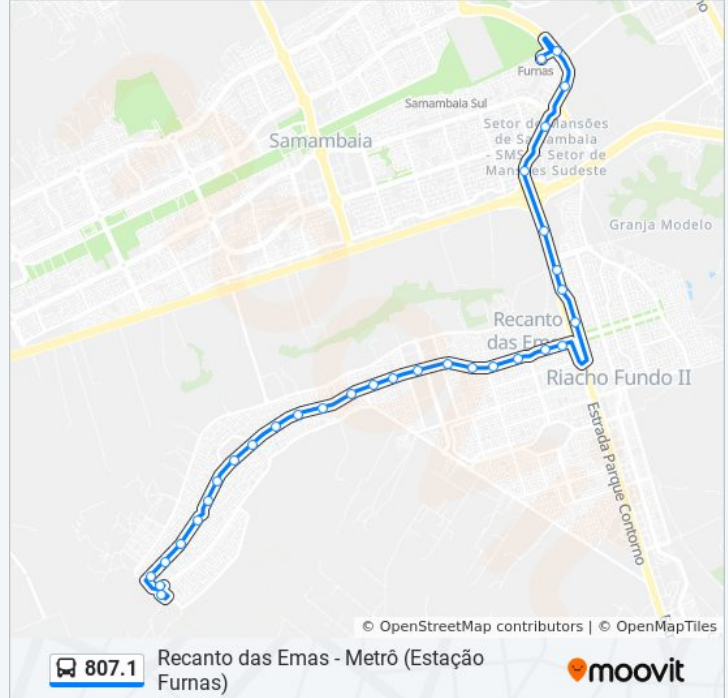 Furnas
Samambaia Sul
Samambaia
Setor de Mansões
de Samambaia
- SMSE Setor de
Mansões Sudeste
Granja Modelo
Recanto
das Emas
Riacho Fundo II
Estrada Parque Contorno
© OpenStreetMap contributors | © OpenMapTiles
807.1
Recanto das Emas - Metrô (Estação
Furnas)
moovit